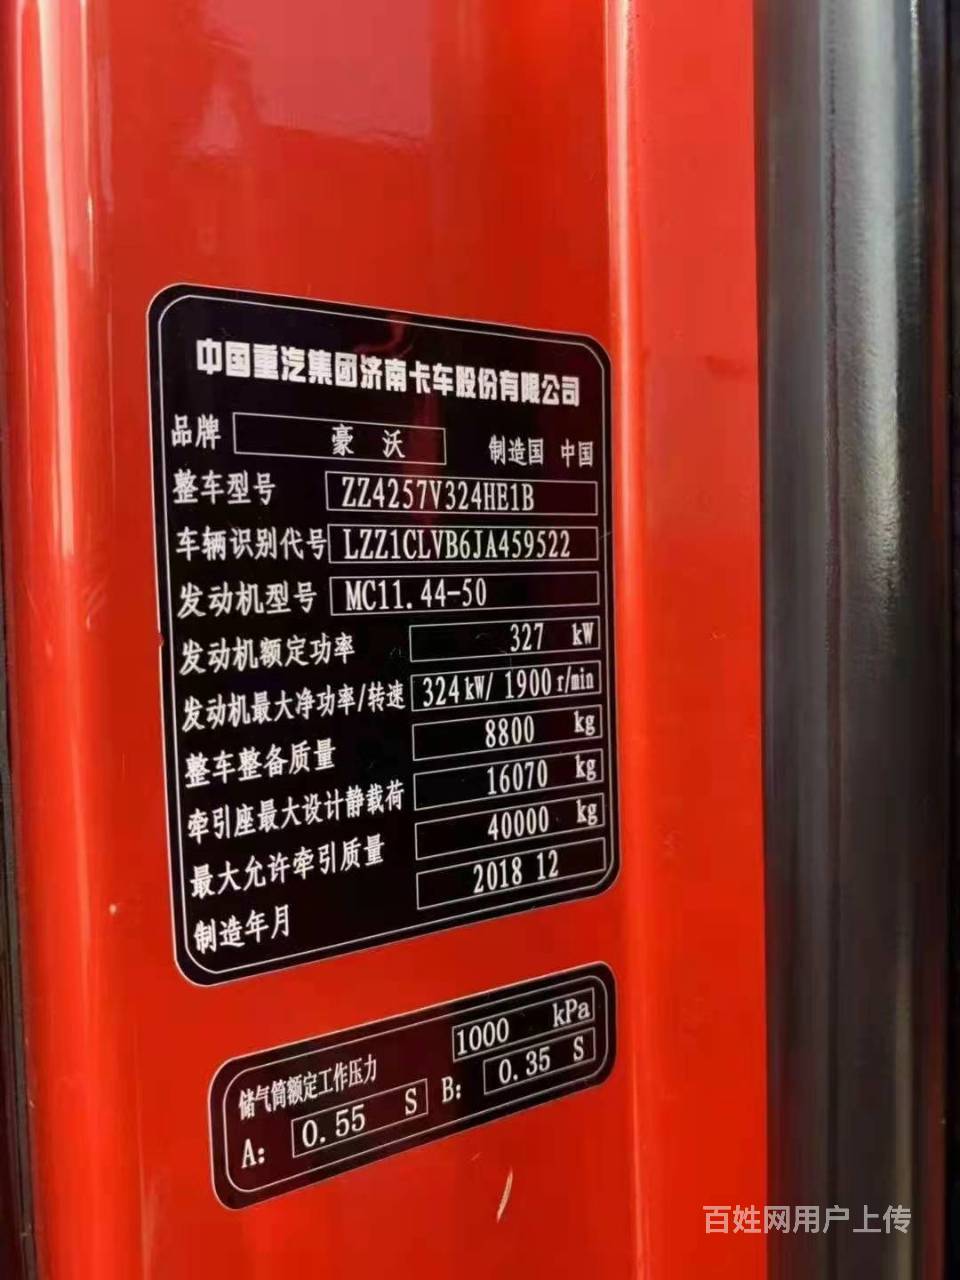 中国重汽集团济南卡车股份有限公司
品牌 豪沃 制造国 中国
整车型号 ZZ4257V324HE1B
车辆识别代号 LZZ1CLVB6JA459522
发动机型号 MC11.44-50
发动机额定功率 327 kW
发动机最大净功率/转速 324kW/ 1900r/min
整车整备质量 8800 kg
牵引座最大设计静载荷 16070 kg
最大允许牵引质量 40000 kg
制造年月 2018 12
储气筒额定工作压力 1000 kPa
A: 0.55 S B: 0.35 S
百姓网用户上传